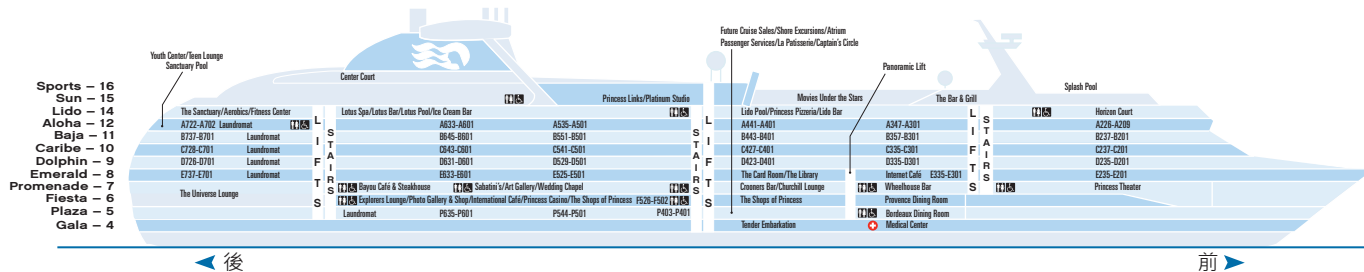 Future Cruise Sales/Shore Excursions/Atrium
Passenger Services/La Patisserie/Captain's Circle
Youth Center/Teen Lounge
Sanctuary Pool
Panoramic Lift
Center Court
Splash Pool
Sports – 16
Sun – 15
Princess Links/Platinum Studio
Movies Under the Stars
The Bar & Grill
Lido – 14
The Sanctuary/Aerobics/Fitness Center
Lotus Spa/Lotus Bar/Lotus Pool/Ice Cream Bar
Lido Pool/Princess Pizzeria/Lido Bar
Horizon Court
Aloha – 12
A722-A702 Laundromat
A633-A601
A535-A501
A441-A401
A347-A301
A226-A209
Baja – 11
B737-B701
Laundromat
B645-B601
B551-B501
B443-B401
B357-B301
B237-B201
Caribe – 10
C728-C701
Laundromat
C643-C601
C541-C501
C427-C401
C335-C301
C237-C201
Dolphin – 9
D726-D701
Laundromat
D631-D601
D529-D501
D423-D401
D335-D301
D235-D201
Emerald – 8
E737-E701
Laundromat
E633-E601
E525-E501
The Card Room/The Library
Internet Café
E335-E301
E235-E201
Promenade – 7
The Universe Lounge
Bayou Café & Steakhouse
Sabatini's/Art Gallery/Wedding Chapel
Crooners Bar/Churchill Lounge
Wheelhouse Bar
Princess Theater
Fiesta – 6
Explorers Lounge/Photo Gallery & Shop/International Café/Princess Casino/The Shops of Princess
F526-F502
The Shops of Princess
Provence Dining Room
Plaza – 5
Laundromat
P635-P601
P544-P501
P403-P401
Bordeaux Dining Room
Gala – 4
Tender Embarkation
Medical Center
LIFTS
STAIRS
STAIRS
LIFTS
LIFTS
STAIRS
後
前